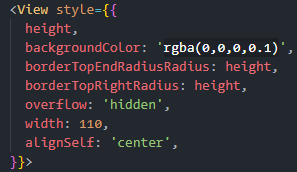 <View style={{
height,
backgroundColor: 'rgba(0,0,0,0.1)',
borderTopEndRadiusRadius: height,
borderTopRightRadius: height,
overflow: 'hidden',
width: 110,
alignSelf: 'center',
}}>